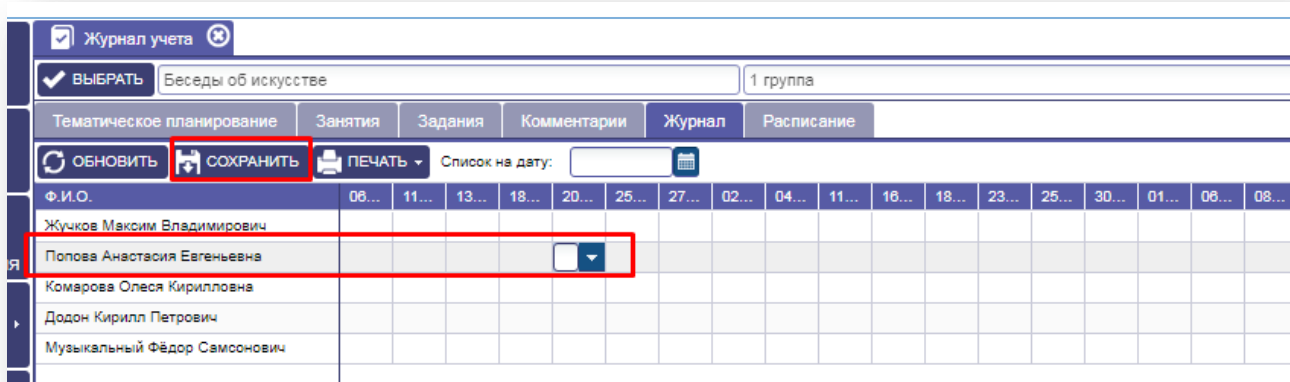 Журнал учета
ВЫБРАТЬ Беседы об искусстве 1 группа
Тематическое планирование Занятия Задания Комментарии Журнал Расписание
ОБНОВИТЬ СОХРАНИТЬ ПЕЧАТЬ Список на дату:
Ф.И.О. 06... 11... 13... 18... 20... 25... 27... 02... 04... 11... 16... 18... 23... 25... 30... 01... 06... 08...
Жучков Максим Владимирович
Попова Анастасия Евгеньевна
ИЯ
Комарова Олеся Кирилловна
Додон Кирилл Петрович
Музыкальный Фёдор Самсонович